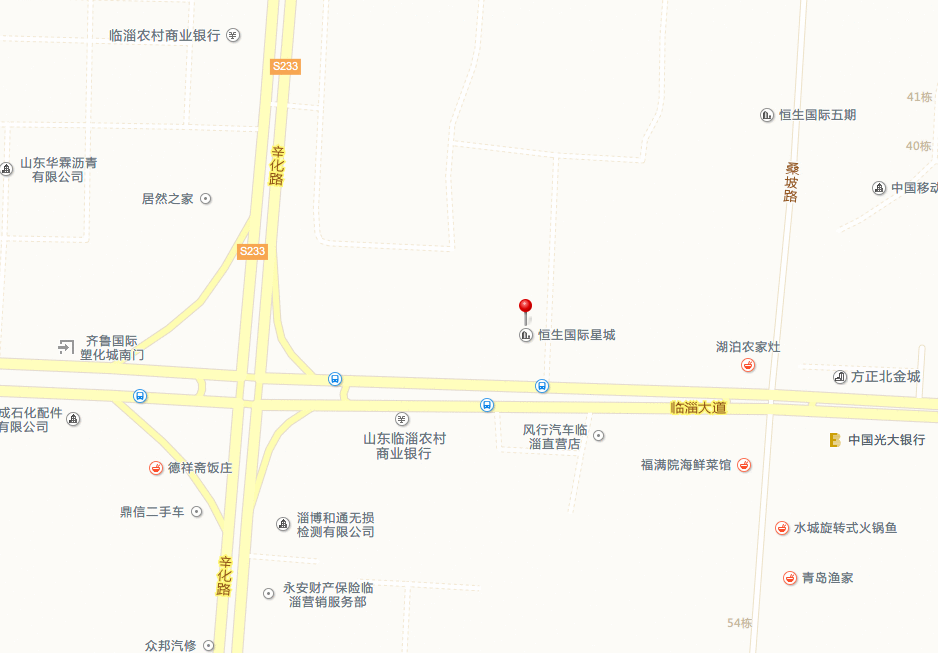 临淄农村商业银行
S233
41栋
恒生国际五期
40栋
辛化路
山东华霖沥青
有限公司
桑坡路
中国移动
居然之家
S233
恒生国际星城
齐鲁国际
塑化城南门
湖泊农家灶
方正北金城
临淄大道
成石化配件
有限公司
山东临淄农村
商业银行
风行汽车临
淄直营店
中国光大银行
德祥斋饭庄
福满院海鲜菜馆
鼎信二手车
淄博和通无损
检测有限公司
水城旋转式火锅鱼
辛化路
青岛渔家
永安财产保险临
淄营销服务部
54栋
众邦汽修